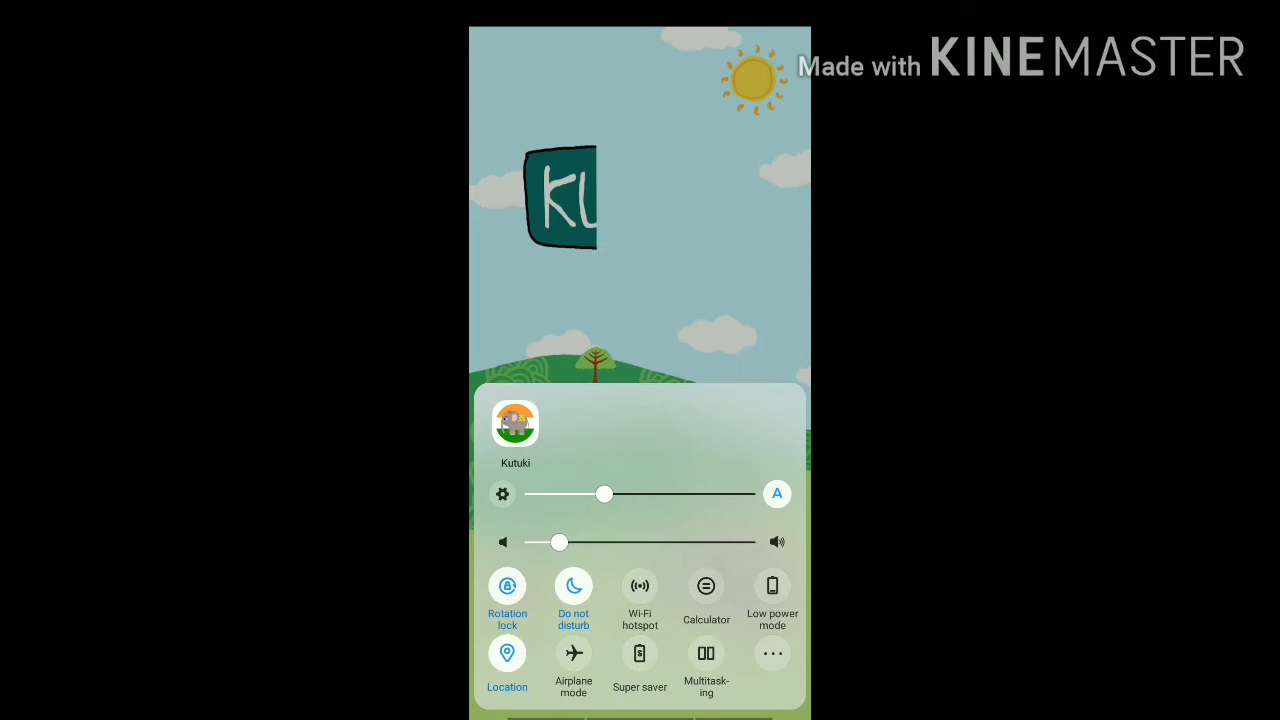 Made with KINEMASTER
KU
Kutuki
A
Rotation lock
Do not disturb
Wi-Fi hotspot
Calculator
Low power mode
Location
Airplane mode
Super saver
Multitask-ing